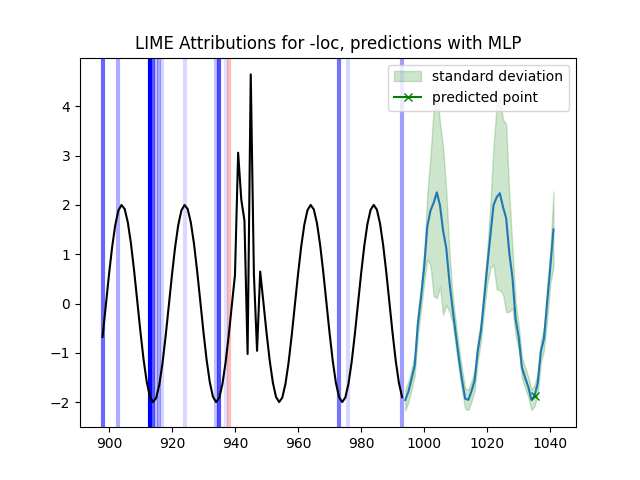 LIME Attributions for -loc, predictions with MLP
standard deviation
predicted point
4
3
2
1
0
−1
−2
900 920 940 960 980 1000 1020 1040